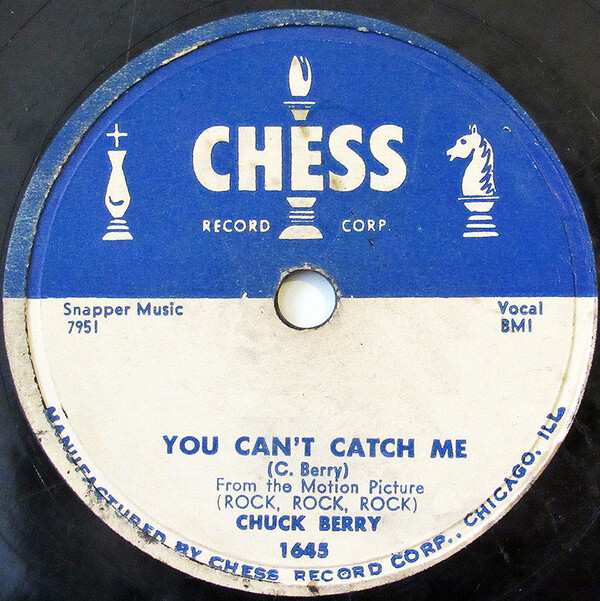 CHESS
RECORD CORP.
Snapper Music
7951
Vocal
BMI
YOU CAN'T CATCH ME
(C. Berry)
From the Motion Picture
(ROCK, ROCK, ROCK)
CHUCK BERRY
1645
MANUFACTURED BY CHESS RECORD CORP., CHICAGO, ILL